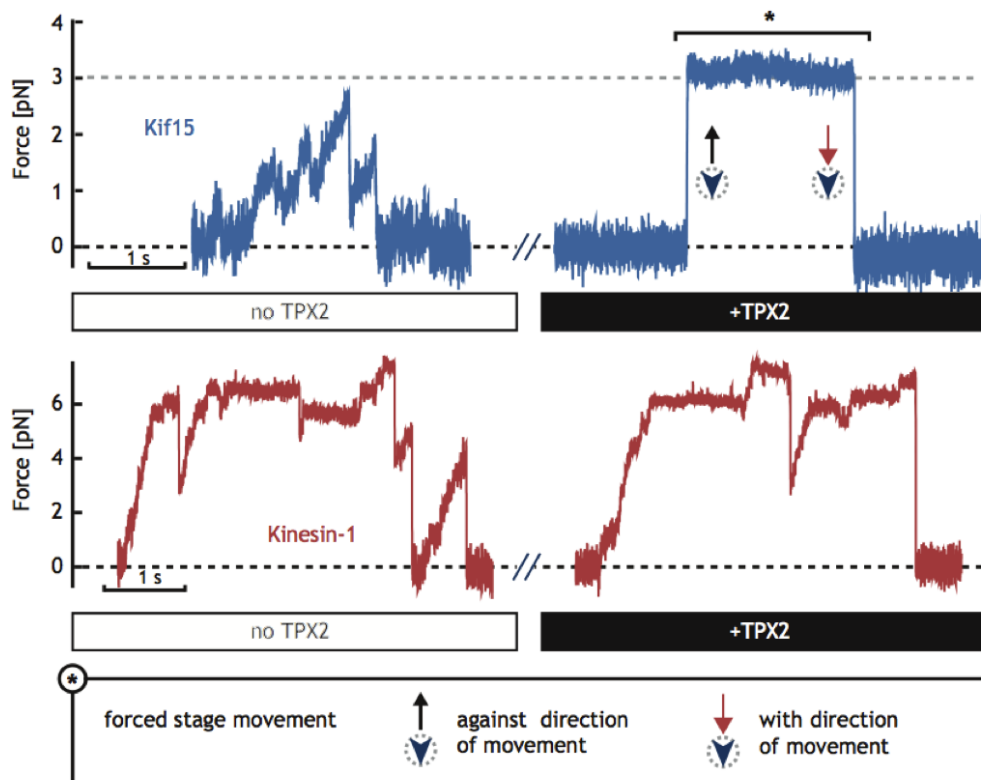 *
4
3
2
1
0
Force [pN]
Kif15
1 s
//
no TPX2
+TPX2
6
4
2
0
Force [pN]
Kinesin-1
1 s
//
no TPX2
+TPX2
*
forced stage movement
against direction
of movement
with direction
of movement